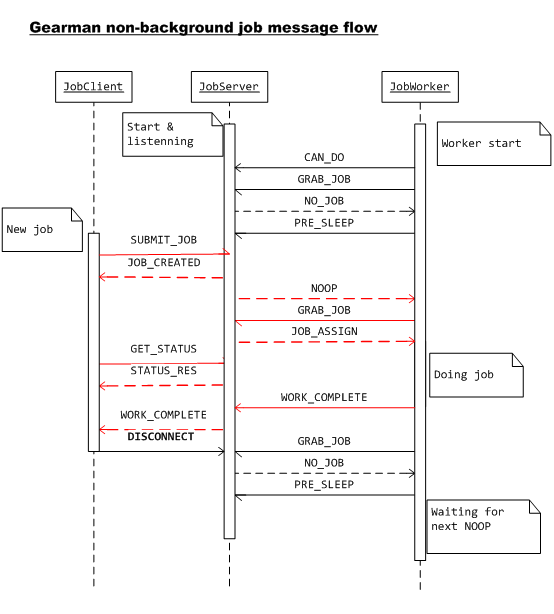 Gearman non-background job message flow
JobClient
JobServer
JobWorker
Start &
listenning
Worker start
CAN_DO
GRAB_JOB
NO_JOB
New job
PRE_SLEEP
SUBMIT_JOB
JOB_CREATED
NOOP
GRAB_JOB
JOB_ASSIGN
GET_STATUS
STATUS_RES
Doing job
WORK_COMPLETE
WORK_COMPLETE
DISCONNECT
GRAB_JOB
NO_JOB
PRE_SLEEP
Waiting for
next NOOP